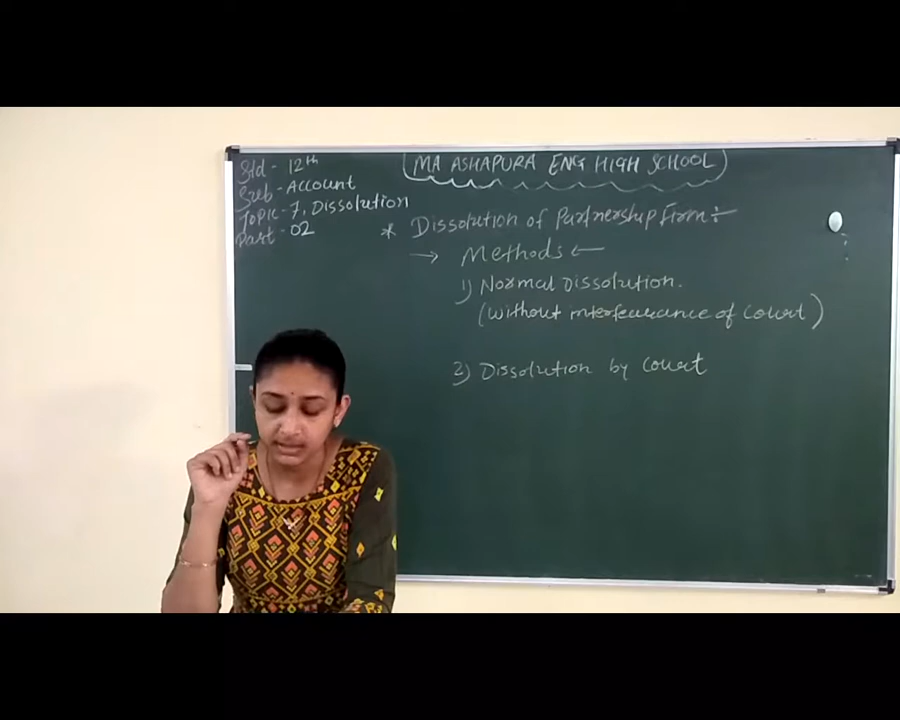 Std - 12th
Sub - Account
Topic - 7, Dissolution
Part - 02
MA ASHAPURA ENG HIGH SCHOOL
* Dissolution of Partnership Firm :-
→ Methods ←
1) Normal Dissolution.
(without interfeurance of Court)
2) Dissolution by Court